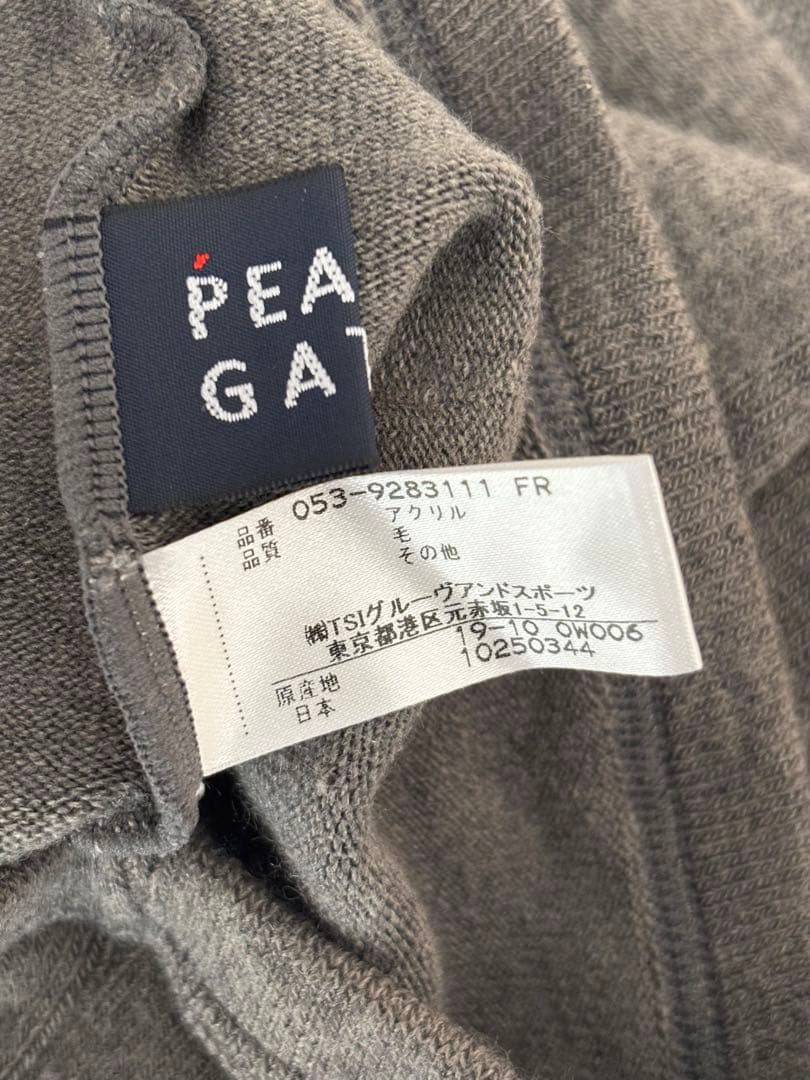 PEA
GAT
品番 053-9283111 FR
品質 アクリル
毛
その他
㈱TSIグルーヴアンドスポーツ
東京都港区元赤坂1-5-12
19-10 0W006
10250344
原産地
日本